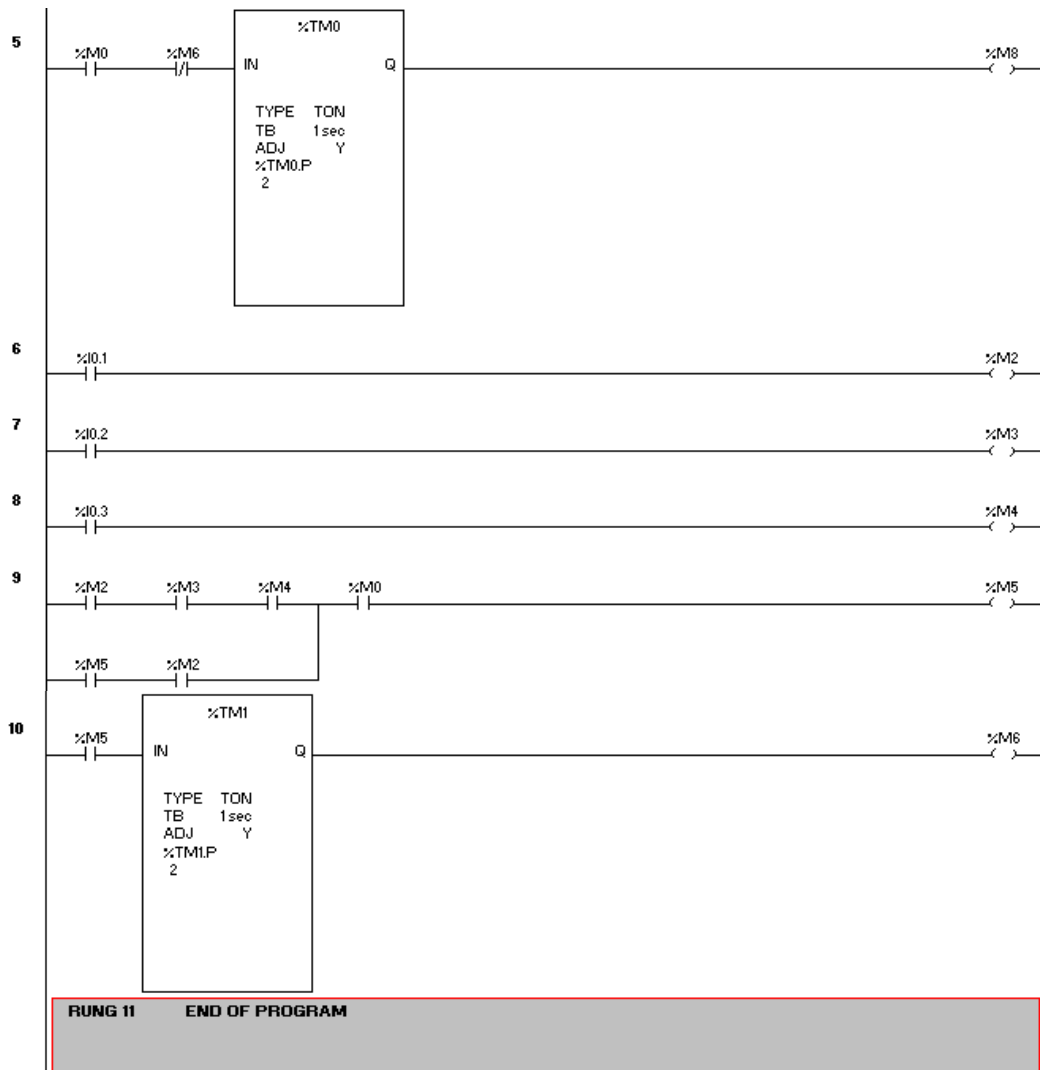 %TM0
5
%M0 %M6 %M8
IN Q
TYPE TON
TB 1sec
ADJ Y
%TM0.P
2
6
%I0.1 %M2
7
%I0.2 %M3
8
%I0.3 %M4
9
%M2 %M3 %M4 %M0 %M5
%M5 %M2
%TM1
10
%M5 %M6
IN Q
TYPE TON
TB 1sec
ADJ Y
%TM1.P
2
RUNG 11 END OF PROGRAM